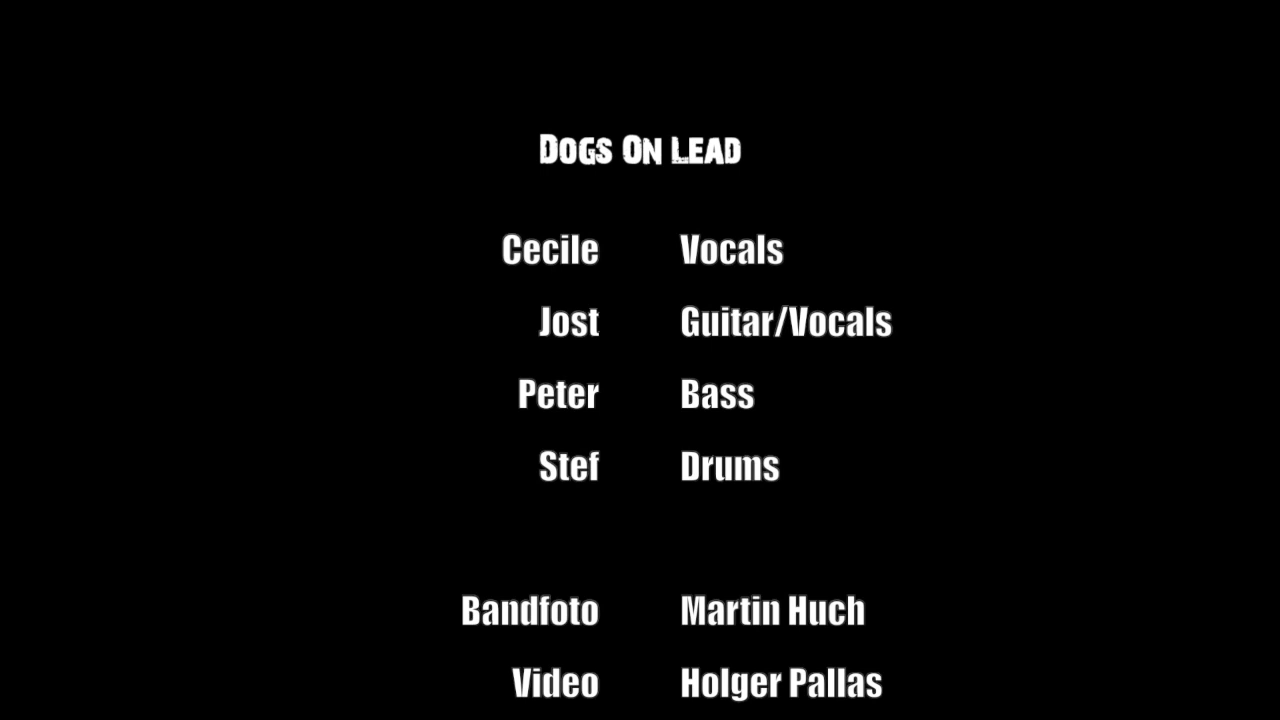 Dogs On Lead
Cecile Vocals
Jost Guitar/Vocals
Peter Bass
Stef Drums
Bandfoto Martin Huch
Video Holger Pallas